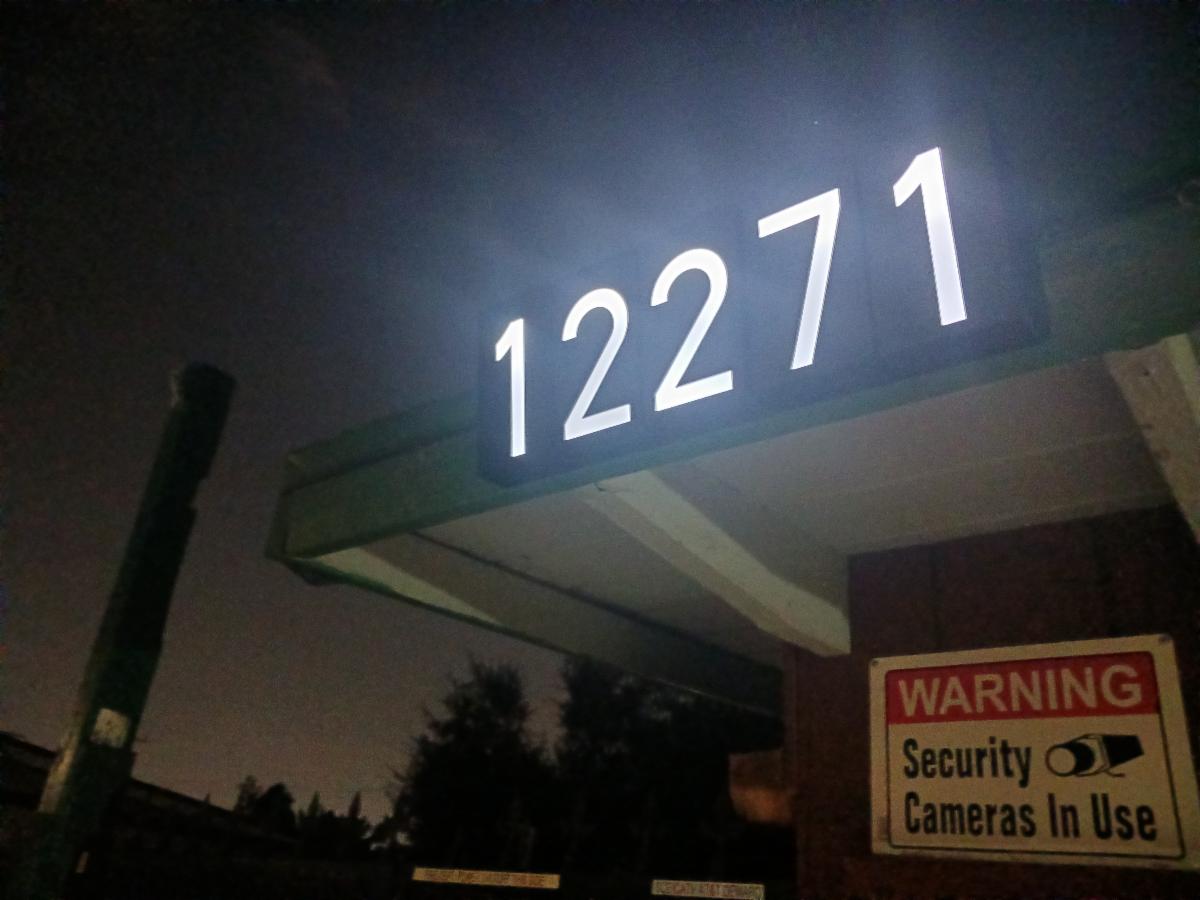 12271
WARNING
Security
Cameras In Use